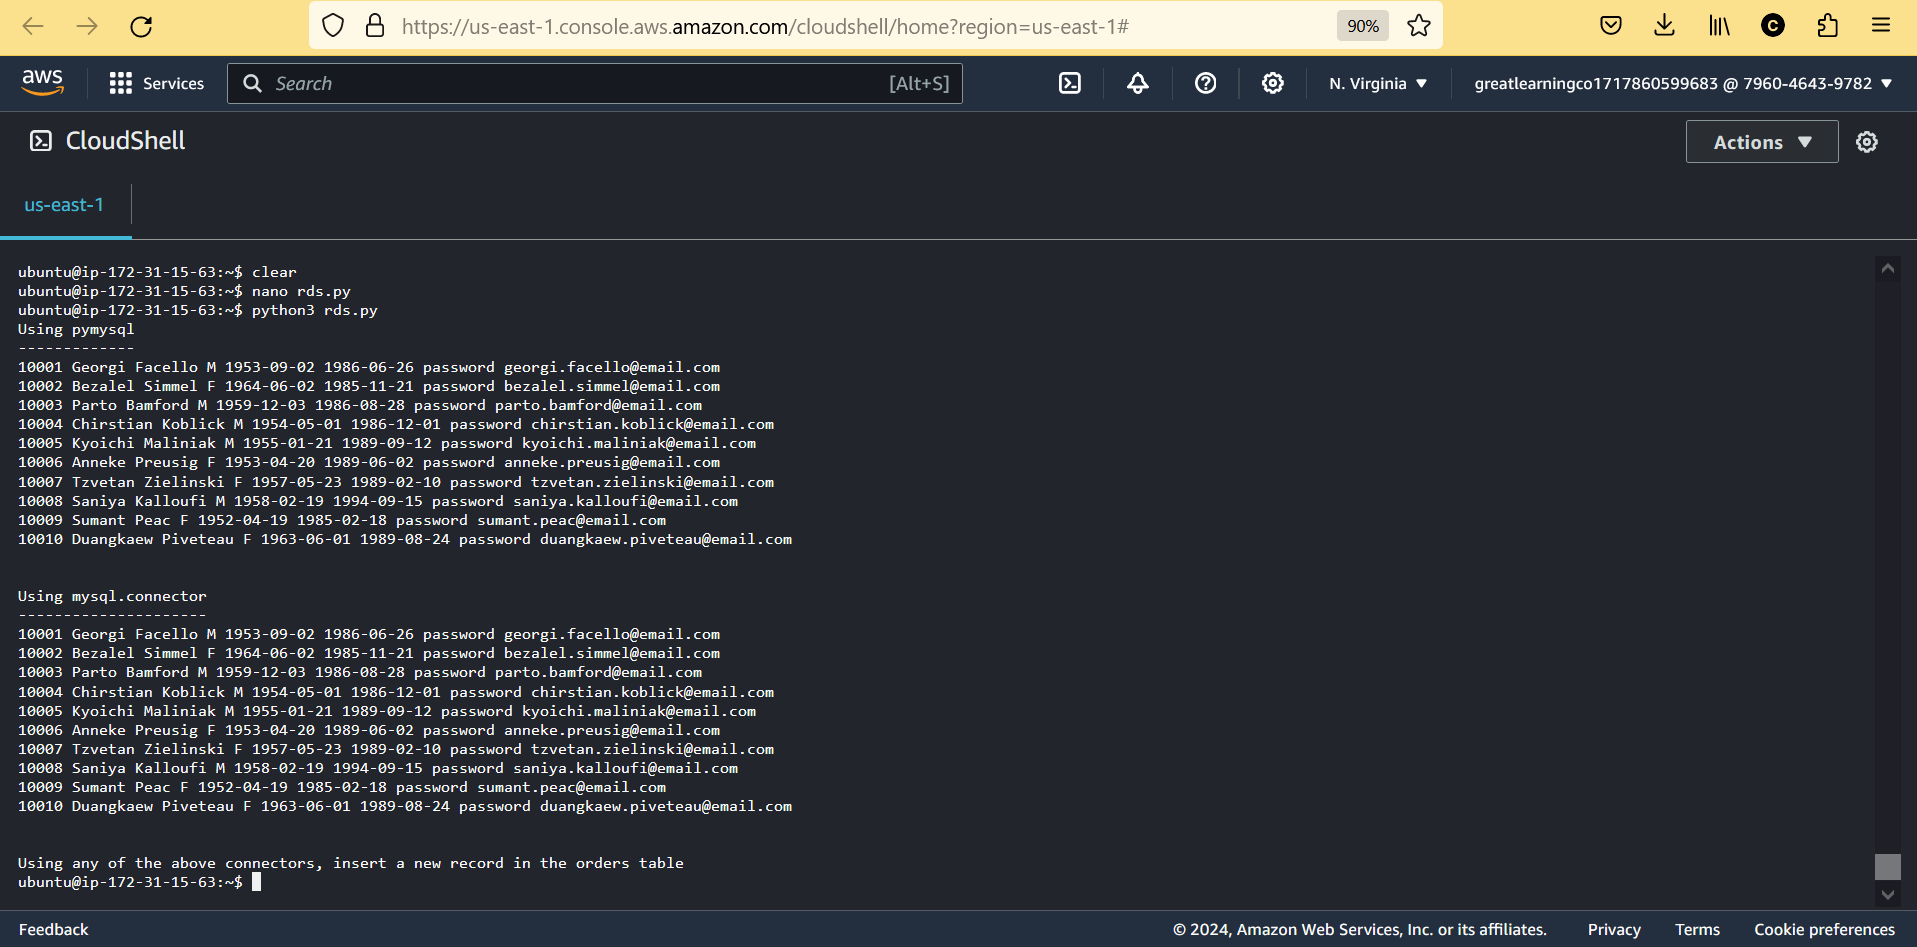 https://us-east-1.console.aws.amazon.com/cloudshell/home?region=us-east-1#
90%
C
aws
Services
Search
[Alt+S]
N. Virginia
greatlearningco1717860599683 @ 7960-4643-9782
CloudShell
Actions
us-east-1
ubuntu@ip-172-31-15-63:~$ clear
ubuntu@ip-172-31-15-63:~$ nano rds.py
ubuntu@ip-172-31-15-63:~$ python3 rds.py
Using pymysql
-------------
10001 Georgi Facello M 1953-09-02 1986-06-26 password georgi.facello@email.com
10002 Bezalel Simmel F 1964-06-02 1985-11-21 password bezalel.simmel@email.com
10003 Parto Bamford M 1959-12-03 1986-08-28 password parto.bamford@email.com
10004 Chirstian Koblick M 1954-05-01 1986-12-01 password chirstian.koblick@email.com
10005 Kyoichi Maliniak M 1955-01-21 1989-09-12 password kyoichi.maliniak@email.com
10006 Anneke Preusig F 1953-04-20 1989-06-02 password anneke.preusig@email.com
10007 Tzvetan Zielinski F 1957-05-23 1989-02-10 password tzvetan.zielinski@email.com
10008 Saniya Kalloufi M 1958-02-19 1994-09-15 password saniya.kalloufi@email.com
10009 Sumant Peac F 1952-04-19 1985-02-18 password sumant.peac@email.com
10010 Duangkaew Piveteau F 1963-06-01 1989-08-24 password duangkaew.piveteau@email.com
Using mysql.connector
---------------------
10001 Georgi Facello M 1953-09-02 1986-06-26 password georgi.facello@email.com
10002 Bezalel Simmel F 1964-06-02 1985-11-21 password bezalel.simmel@email.com
10003 Parto Bamford M 1959-12-03 1986-08-28 password parto.bamford@email.com
10004 Chirstian Koblick M 1954-05-01 1986-12-01 password chirstian.koblick@email.com
10005 Kyoichi Maliniak M 1955-01-21 1989-09-12 password kyoichi.maliniak@email.com
10006 Anneke Preusig F 1953-04-20 1989-06-02 password anneke.preusig@email.com
10007 Tzvetan Zielinski F 1957-05-23 1989-02-10 password tzvetan.zielinski@email.com
10008 Saniya Kalloufi M 1958-02-19 1994-09-15 password saniya.kalloufi@email.com
10009 Sumant Peac F 1952-04-19 1985-02-18 password sumant.peac@email.com
10010 Duangkaew Piveteau F 1963-06-01 1989-08-24 password duangkaew.piveteau@email.com
Using any of the above connectors, insert a new record in the orders table
ubuntu@ip-172-31-15-63:~$
Feedback
© 2024, Amazon Web Services, Inc. or its affiliates.
Privacy
Terms
Cookie preferences